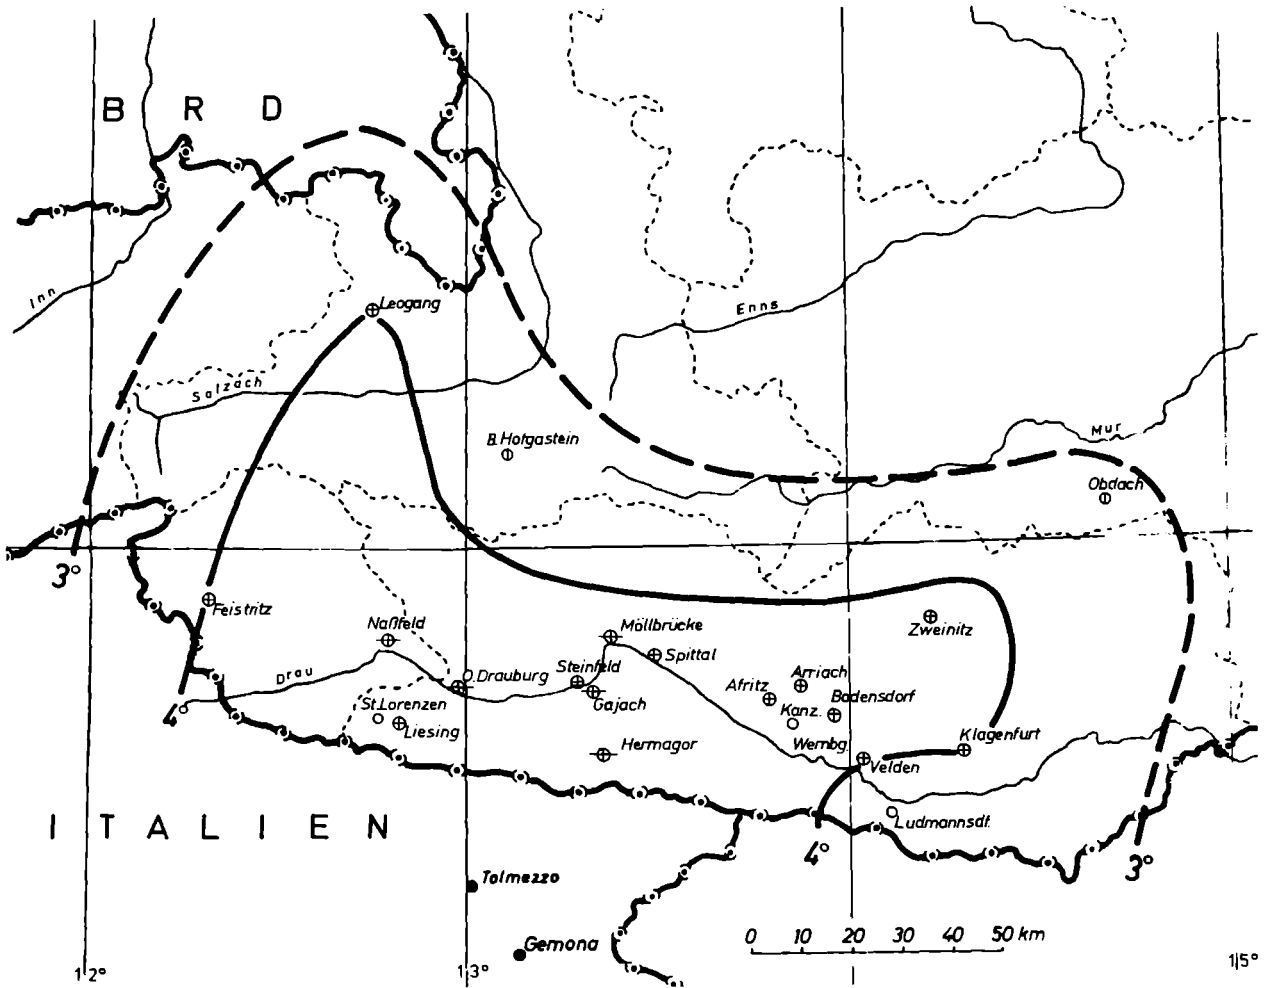 B R D
Inn
Leogang
Enns
Salzach
Mur
B.Hofgastein
Obdach
3°
Feistritz
Naßfeld
Möllbrücke
Zweinitz
Drau
O.Drauburg
Steinfeld
Spittal
Arriach
Afritz
Gajach
Badensdorf
St.Lorenzen
Kanz.
4°
Liesing
Hermagor
Wernbg.
Klagenfurt
Velden
Ludmannsdf.
I T A L I E N
4°
3°
Tolmezzo
Gemona
0 10 20 30 40 50 km
12°
13°
15°